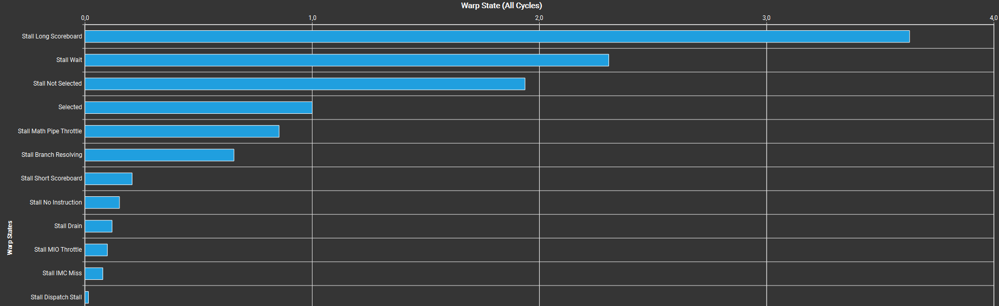 Warp State (All Cycles)
0,0 1,0 2,0 3,0 4,0
Stall Long Scoreboard
Stall Wait
Stall Not Selected
Selected
Stall Math Pipe Throttle
Stall Branch Resolving
Stall Short Scoreboard
Stall No Instruction
Stall Drain
Stall MIO Throttle
Stall IMC Miss
Stall Dispatch Stall
Warp States